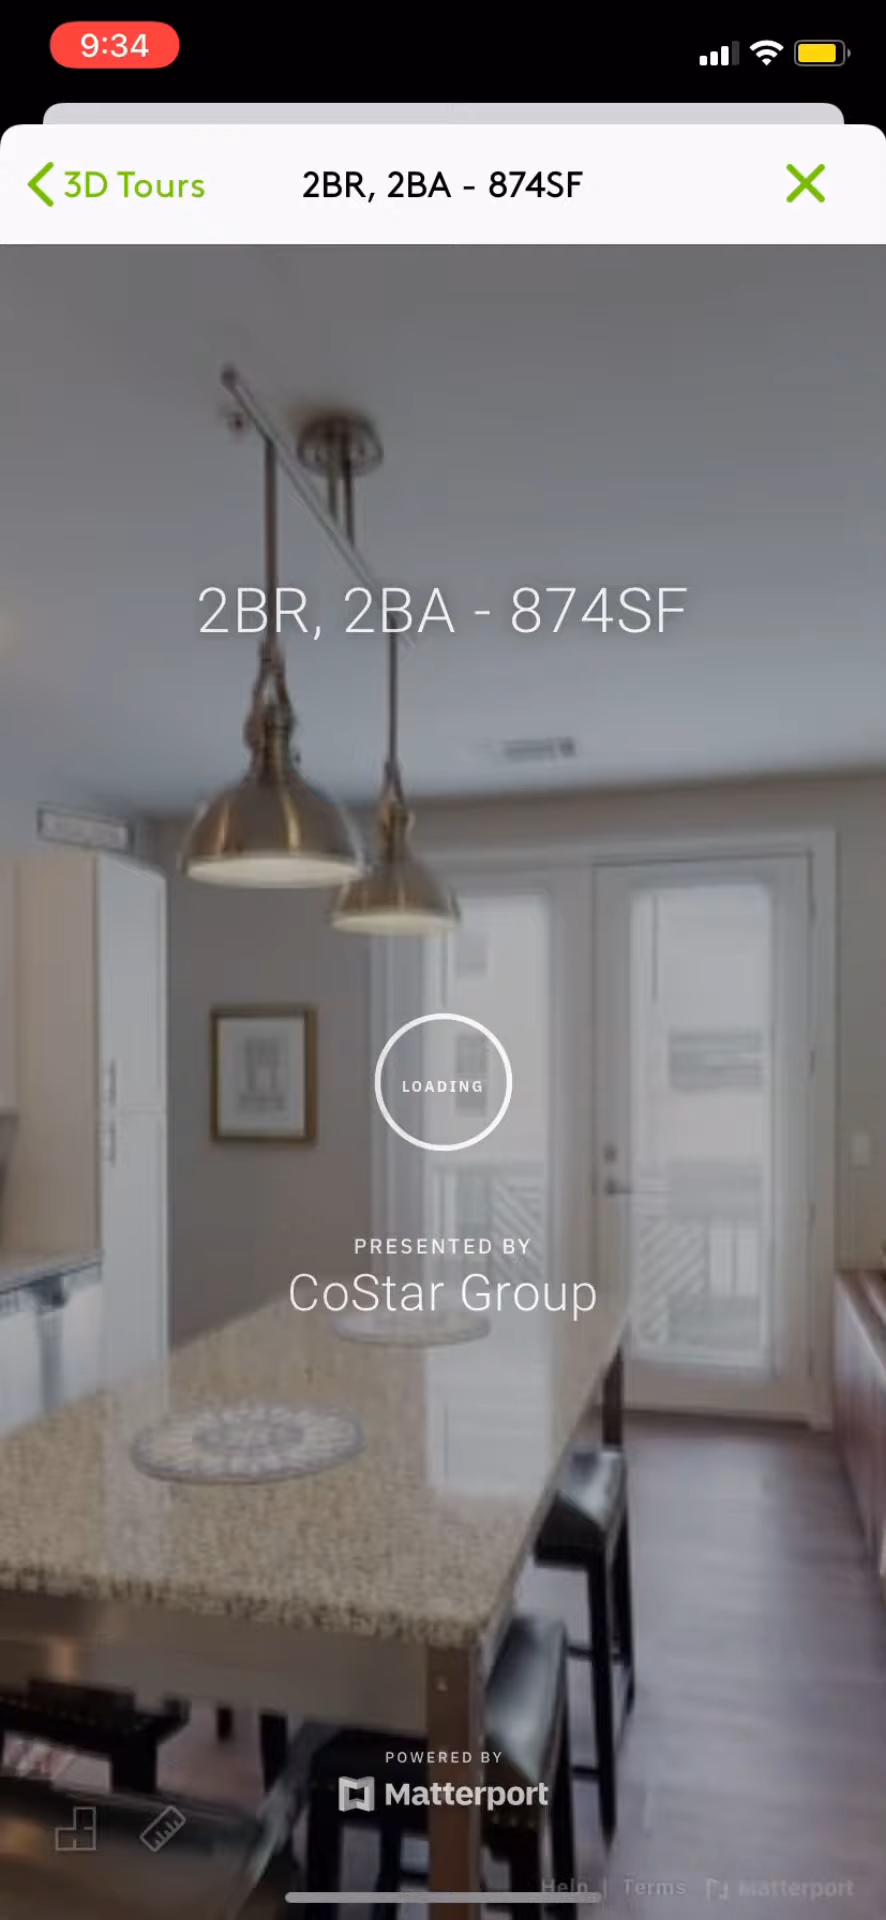 9:34
3D Tours
2BR, 2BA - 874SF
2BR, 2BA - 874SF
LOADING
PRESENTED BY
CoStar Group
POWERED BY
Matterport
Help | Terms Matterport